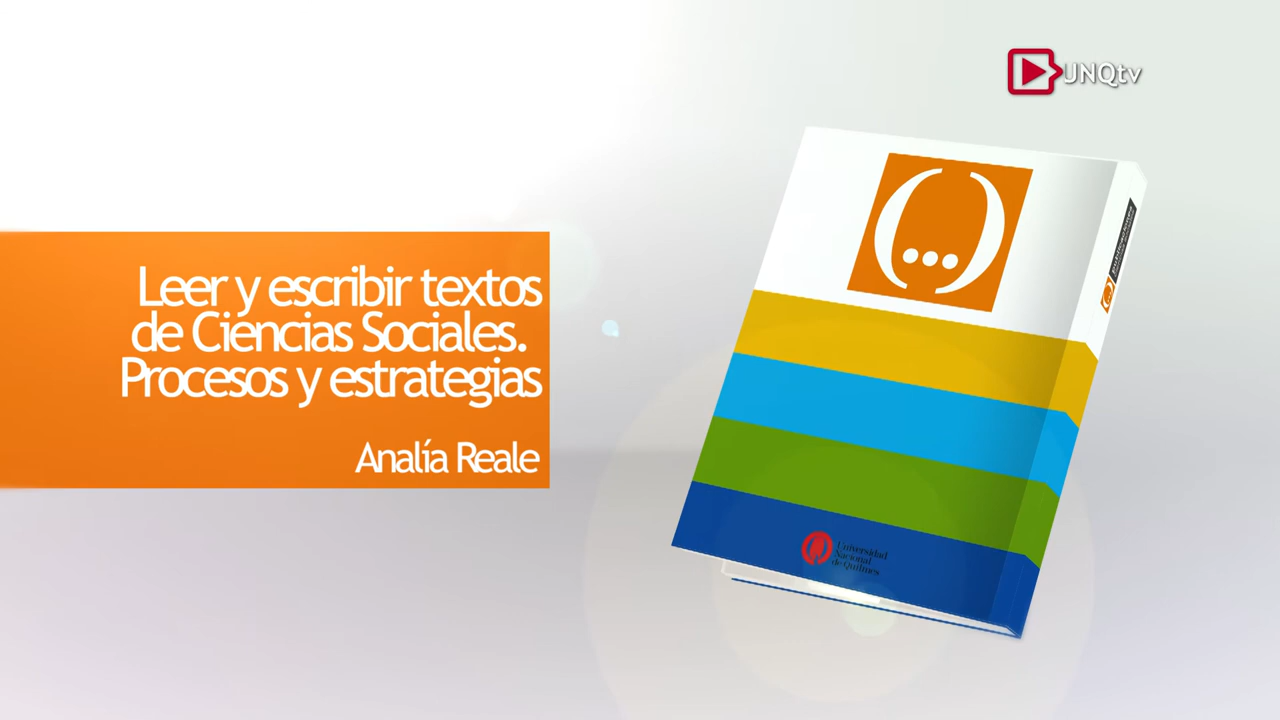 UNQtv
Leer y escribir textos
de Ciencias Sociales.
Procesos y estrategias
Analía Reale
(...)
Universidad
Nacional
de Quilmes